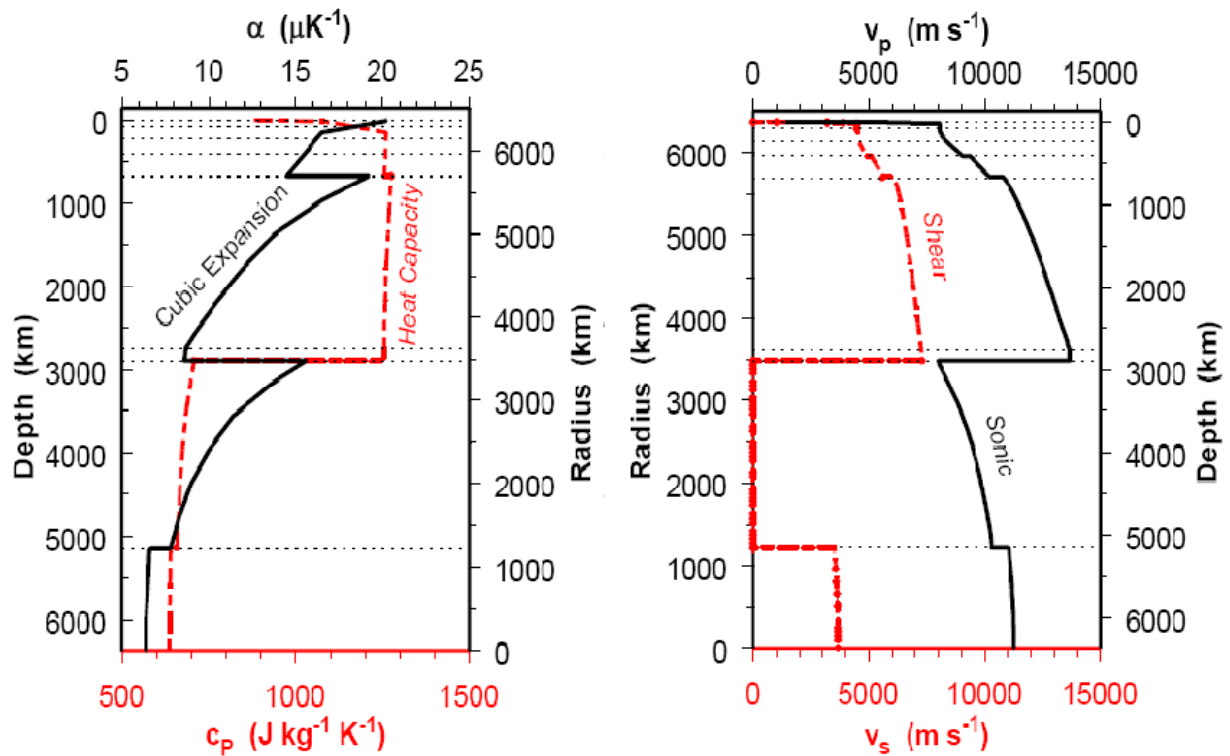 α (μK⁻¹)
5 10 15 20 25
0
1000
2000
3000
4000
5000
6000
Depth (km)
Cubic Expansion
Heat Capacity
6000
5000
4000
3000
2000
1000
0
Radius (km)
500 1000 1500
c_P (J kg⁻¹ K⁻¹)
v_p (m s⁻¹)
0 5000 10000 15000
6000
5000
4000
3000
2000
1000
0
Radius (km)
Shear
Sonic
0
1000
2000
3000
4000
5000
6000
Depth (km)
0 5000 10000 15000
v_s (m s⁻¹)